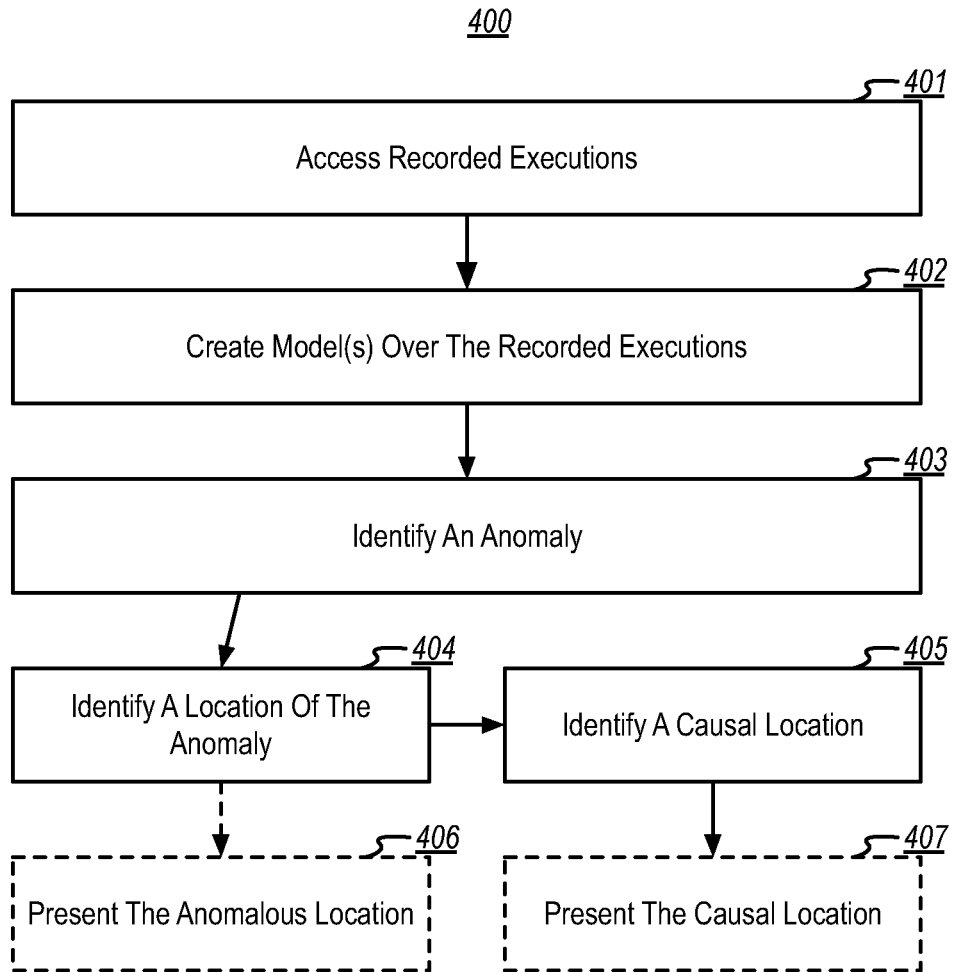 400
401
Access Recorded Executions
402
Create Model(s) Over The Recorded Executions
403
Identify An Anomaly
404
Identify A Location Of The
Anomaly
405
Identify A Causal Location
406
Present The Anomalous Location
407
Present The Causal Location